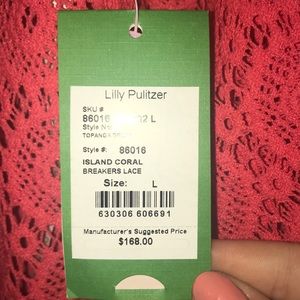 Lilly Pulitzer
SKU #
86016 L
Style No
Style #: 86016
ISLAND CORAL
BREAKERS LACE
Size: L
630306 606691
Manufacturer's Suggested Price
$168.00